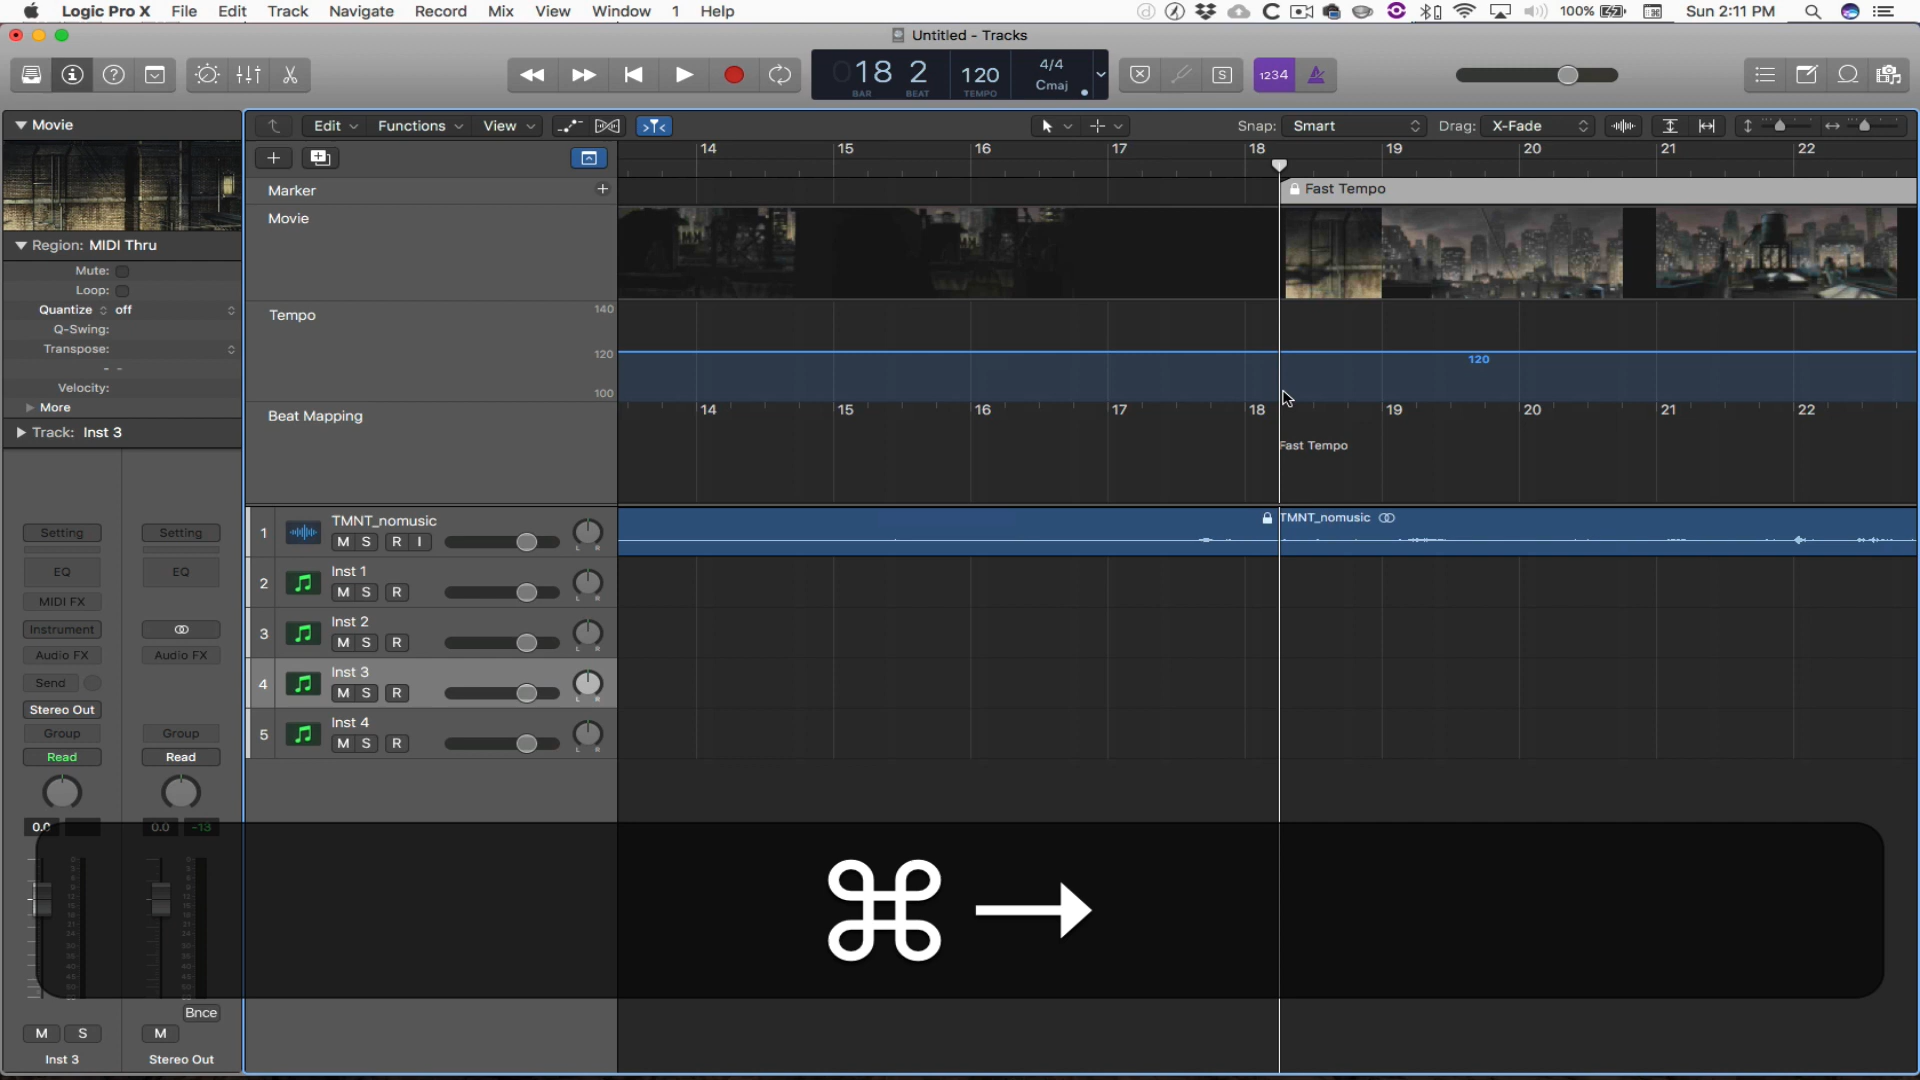 Logic Pro X File Edit Track Navigate Record Mix View Window 1 Help
100% Sun 2:11 PM
Untitled - Tracks
018 2 120 4/4 Cmaj
BAR BEAT TEMPO
S 1234
Movie
Edit Functions View
Snap: Smart Drag: X-Fade
14 15 16 17 18 19 20 21 22
Marker
Fast Tempo
Movie
Region: MIDI Thru
Mute:
Loop:
Quantize off
Q-Swing:
Transpose:
- -
Velocity:
More
Track: Inst 3
Tempo
140
120
100
120
Beat Mapping
14 15 16 17 18 19 20 21 22
Fast Tempo
1 TMNT_nomusic
M S R I
L R
TMNT_nomusic
2 Inst 1
M S R
L R
3 Inst 2
M S R
L R
4 Inst 3
M S R
L R
5 Inst 4
M S R
L R
Setting Setting
EQ EQ
MIDI FX
Instrument
Audio FX Audio FX
Send
Stereo Out
Group Group
Read Read
0.0 0.0 -13
⌘ →
Bnce
M S M
Inst 3 Stereo Out